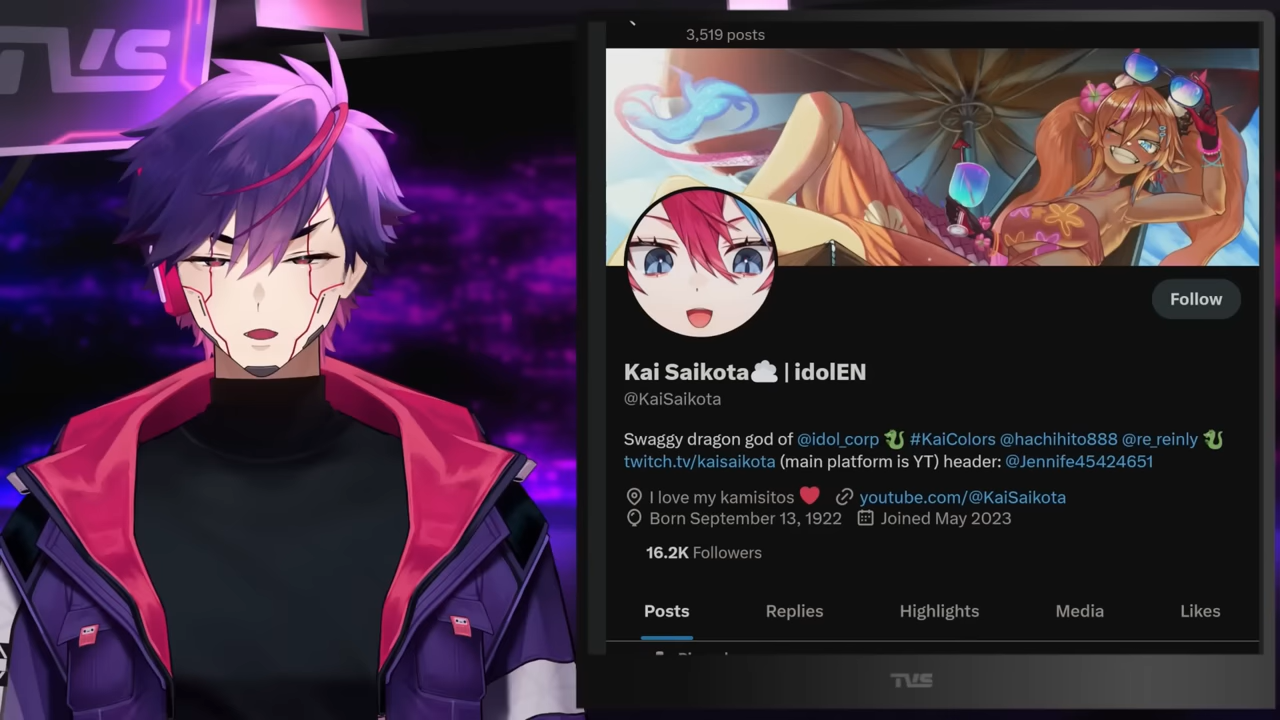 TVS
3,519 posts
Follow
Kai Saikota☁️ | idolEN
@KaiSaikota
Swaggy dragon god of @idol_corp 🐉 #KaiColors @hachihito888 @re_reinly 🐉
twitch.tv/kaisaikota (main platform is YT) header: @Jennife45424651
I love my kamisitos ❤️ youtube.com/@KaiSaikota
Born September 13, 1922 Joined May 2023
16.2K Followers
Posts Replies Highlights Media Likes
TVS